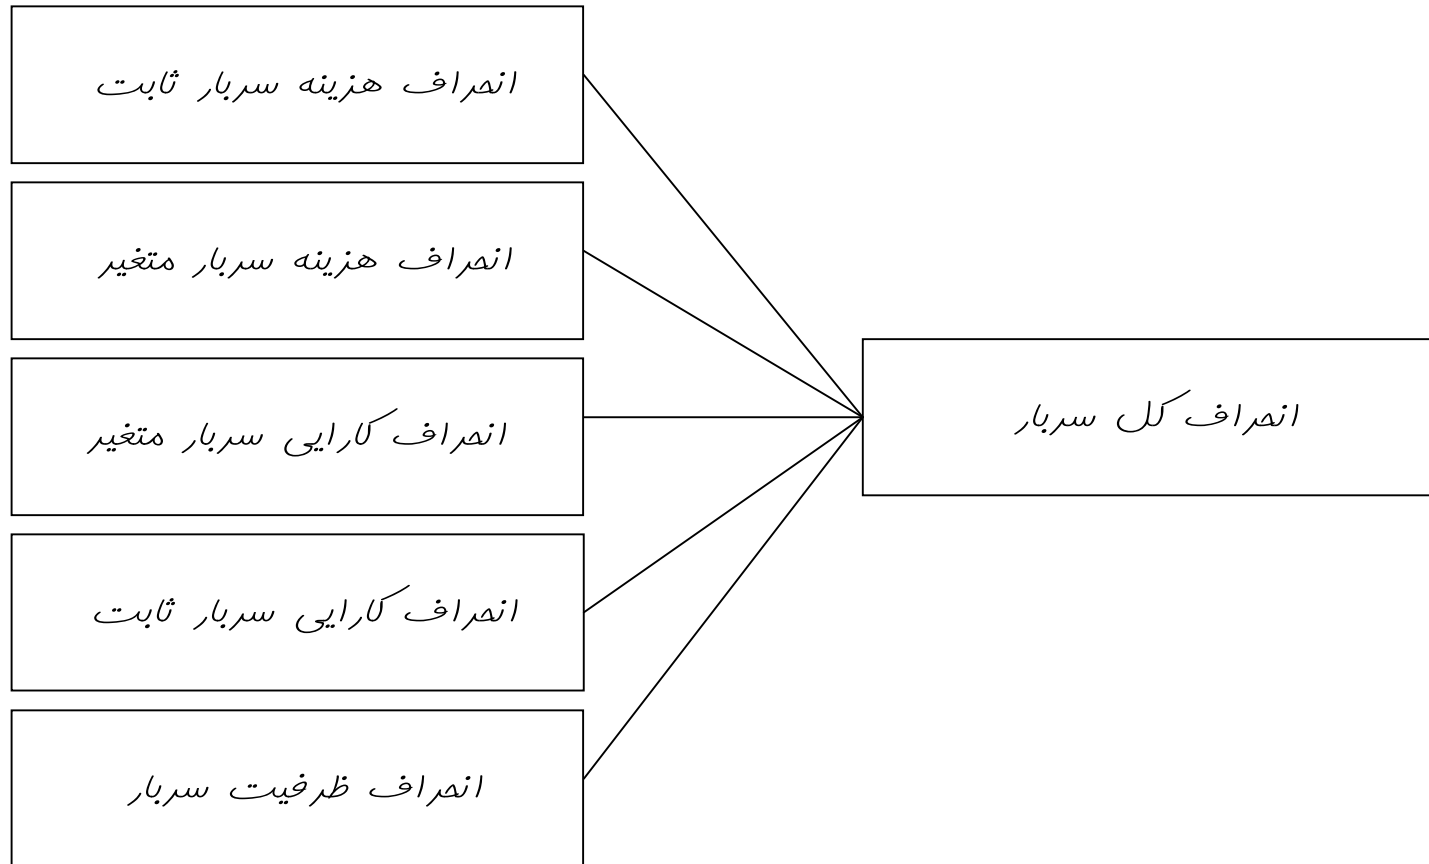 انحراف کل سربار
انحراف هزینه سربار ثابت
انحراف هزینه سربار متغیر
انحراف کارایی سربار متغیر
انحراف کارایی سربار ثابت
انحراف ظرفیت سربار